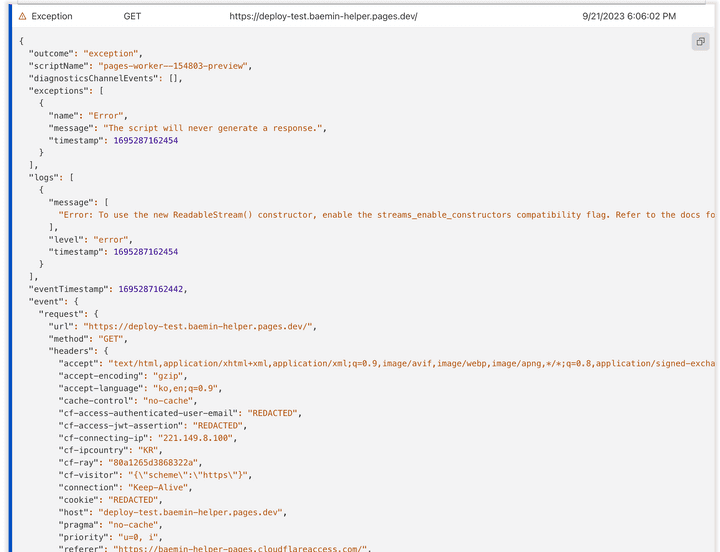 Exception GET https://deploy-test.baemin-helper.pages.dev/ 9/21/2023 6:06:02 PM
{
"outcome": "exception",
"scriptName": "pages-worker--154803-preview",
"diagnosticsChannelEvents": [],
"exceptions": [
{
"name": "Error",
"message": "The script will never generate a response.",
"timestamp": 1695287162454
}
],
"logs": [
{
"message": [
"Error: To use the new ReadableStream() constructor, enable the streams_enable_constructors compatibility flag. Refer to the docs fo
],
"level": "error",
"timestamp": 1695287162454
}
],
"eventTimestamp": 1695287162442,
"event": {
"request": {
"url": "https://deploy-test.baemin-helper.pages.dev/",
"method": "GET",
"headers": {
"accept": "text/html,application/xhtml+xml,application/xml;q=0.9,image/avif,image/webp,image/apng,*/*;q=0.8,application/signed-excha
"accept-encoding": "gzip",
"accept-language": "ko,en;q=0.9",
"cache-control": "no-cache",
"cf-access-authenticated-user-email": "REDACTED",
"cf-access-jwt-assertion": "REDACTED",
"cf-connecting-ip": "221.149.8.100",
"cf-ipcountry": "KR",
"cf-ray": "80a1265d3868322a",
"cf-visitor": "{\"scheme\":\"https\"}",
"connection": "Keep-Alive",
"cookie": "REDACTED",
"host": "deploy-test.baemin-helper.pages.dev",
"pragma": "no-cache",
"priority": "u=0, i",
"referer": "https://baemin-helper-pages.cloudflareaccess.com/",